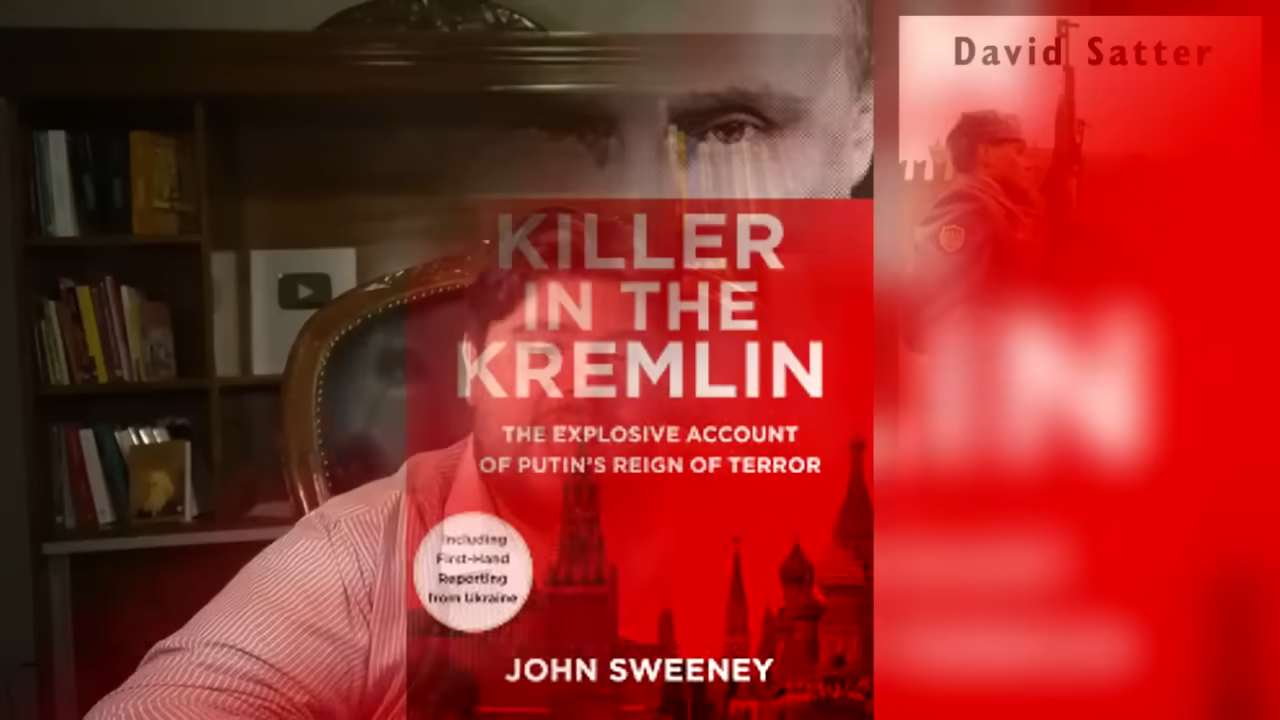 David Satter
KILLER
IN THE
KREMLIN
THE EXPLOSIVE ACCOUNT
OF PUTIN'S REIGN OF TERROR
Including
First-Hand
Reporting
from Ukraine
JOHN SWEENEY